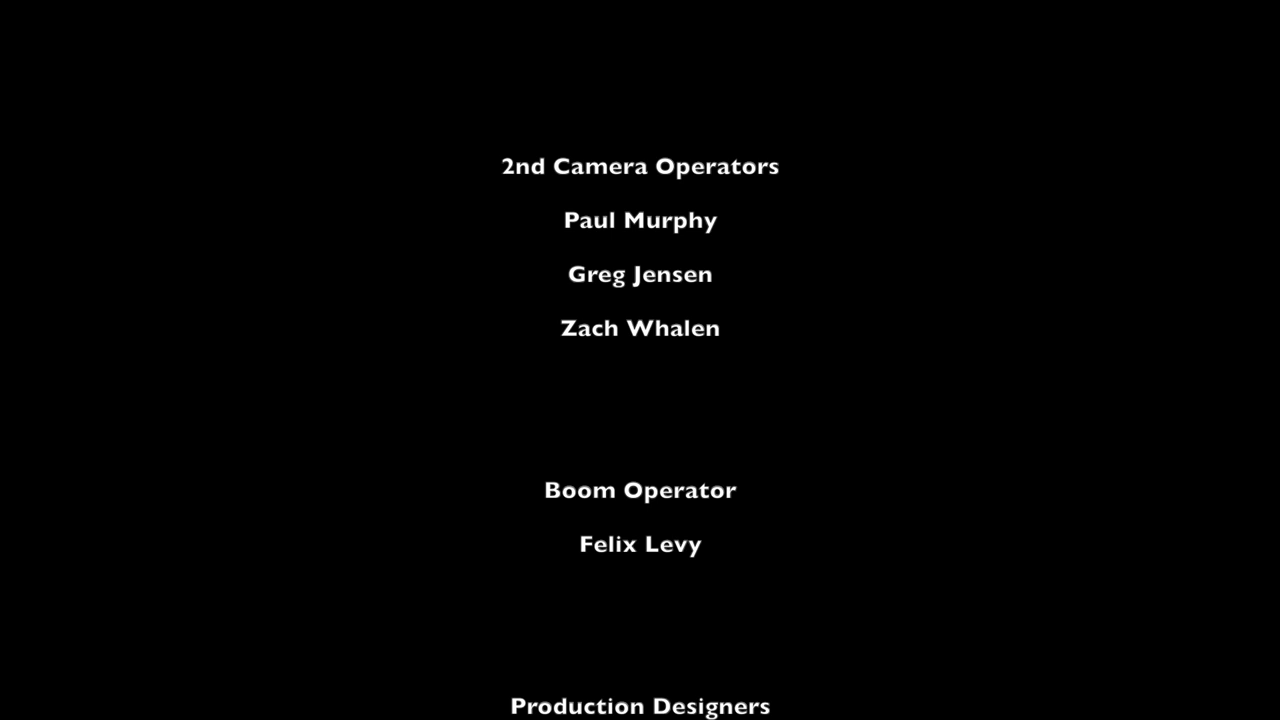 2nd Camera Operators
Paul Murphy
Greg Jensen
Zach Whalen
Boom Operator
Felix Levy
Production Designers